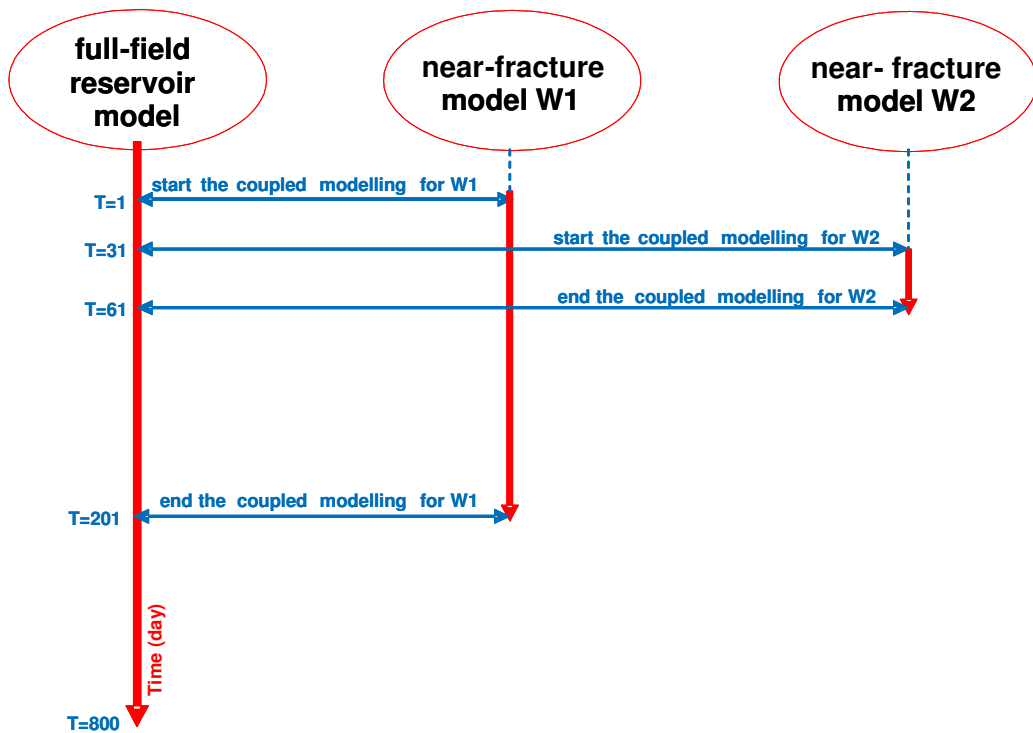 full-field
reservoir
model
near-fracture
model W1
near- fracture
model W2
start the coupled modelling for W1
T=1
start the coupled modelling for W2
T=31
end the coupled modelling for W2
T=61
end the coupled modelling for W1
T=201
Time (day)
T=800